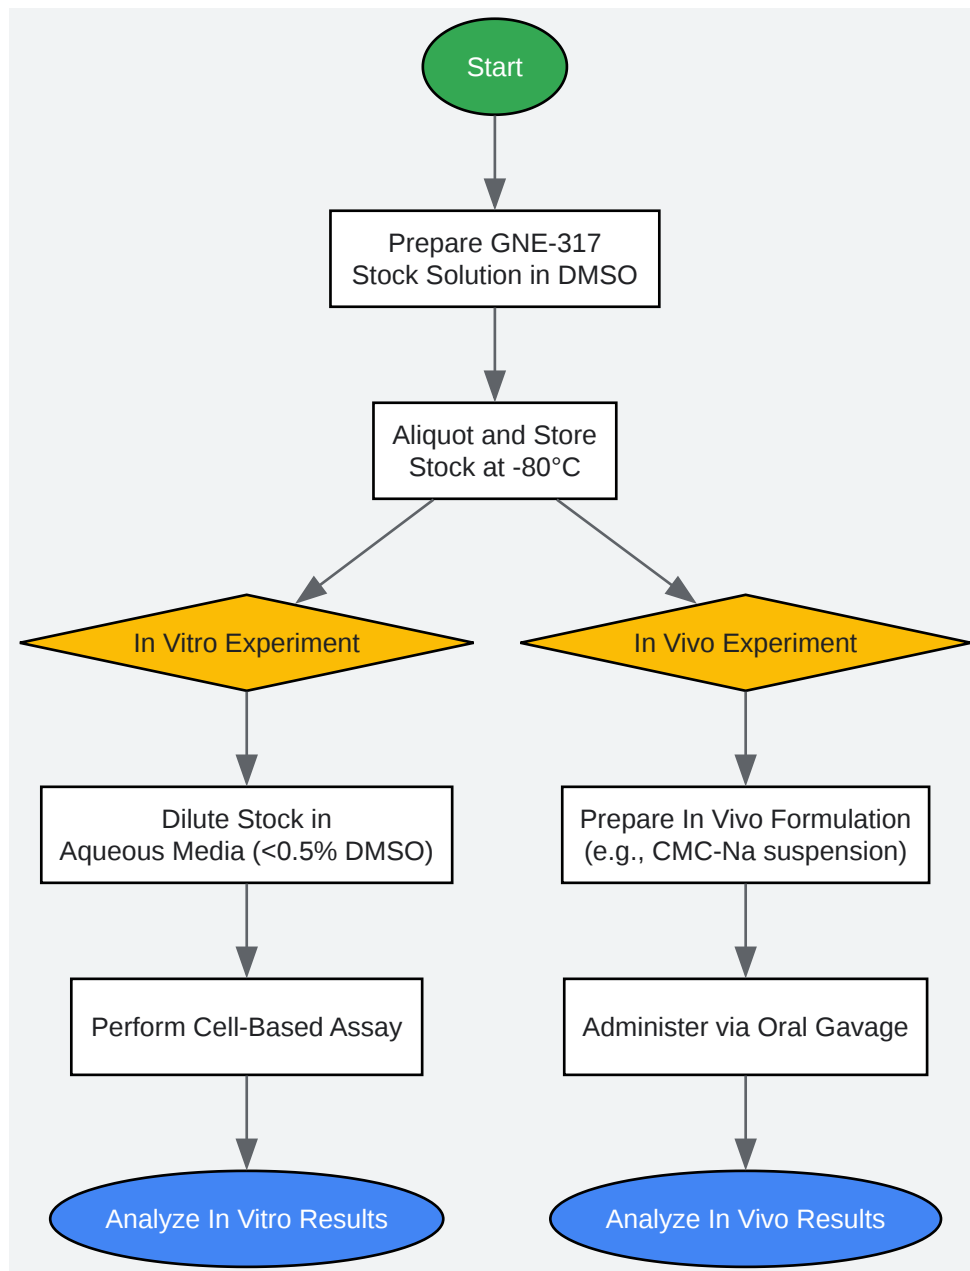 Start
Prepare GNE-317
Stock Solution in DMSO
Aliquot and Store
Stock at -80°C
In Vitro Experiment
In Vivo Experiment
Dilute Stock in
Aqueous Media (<0.5% DMSO)
Prepare In Vivo Formulation
(e.g., CMC-Na suspension)
Perform Cell-Based Assay
Administer via Oral Gavage
Analyze In Vitro Results
Analyze In Vivo Results